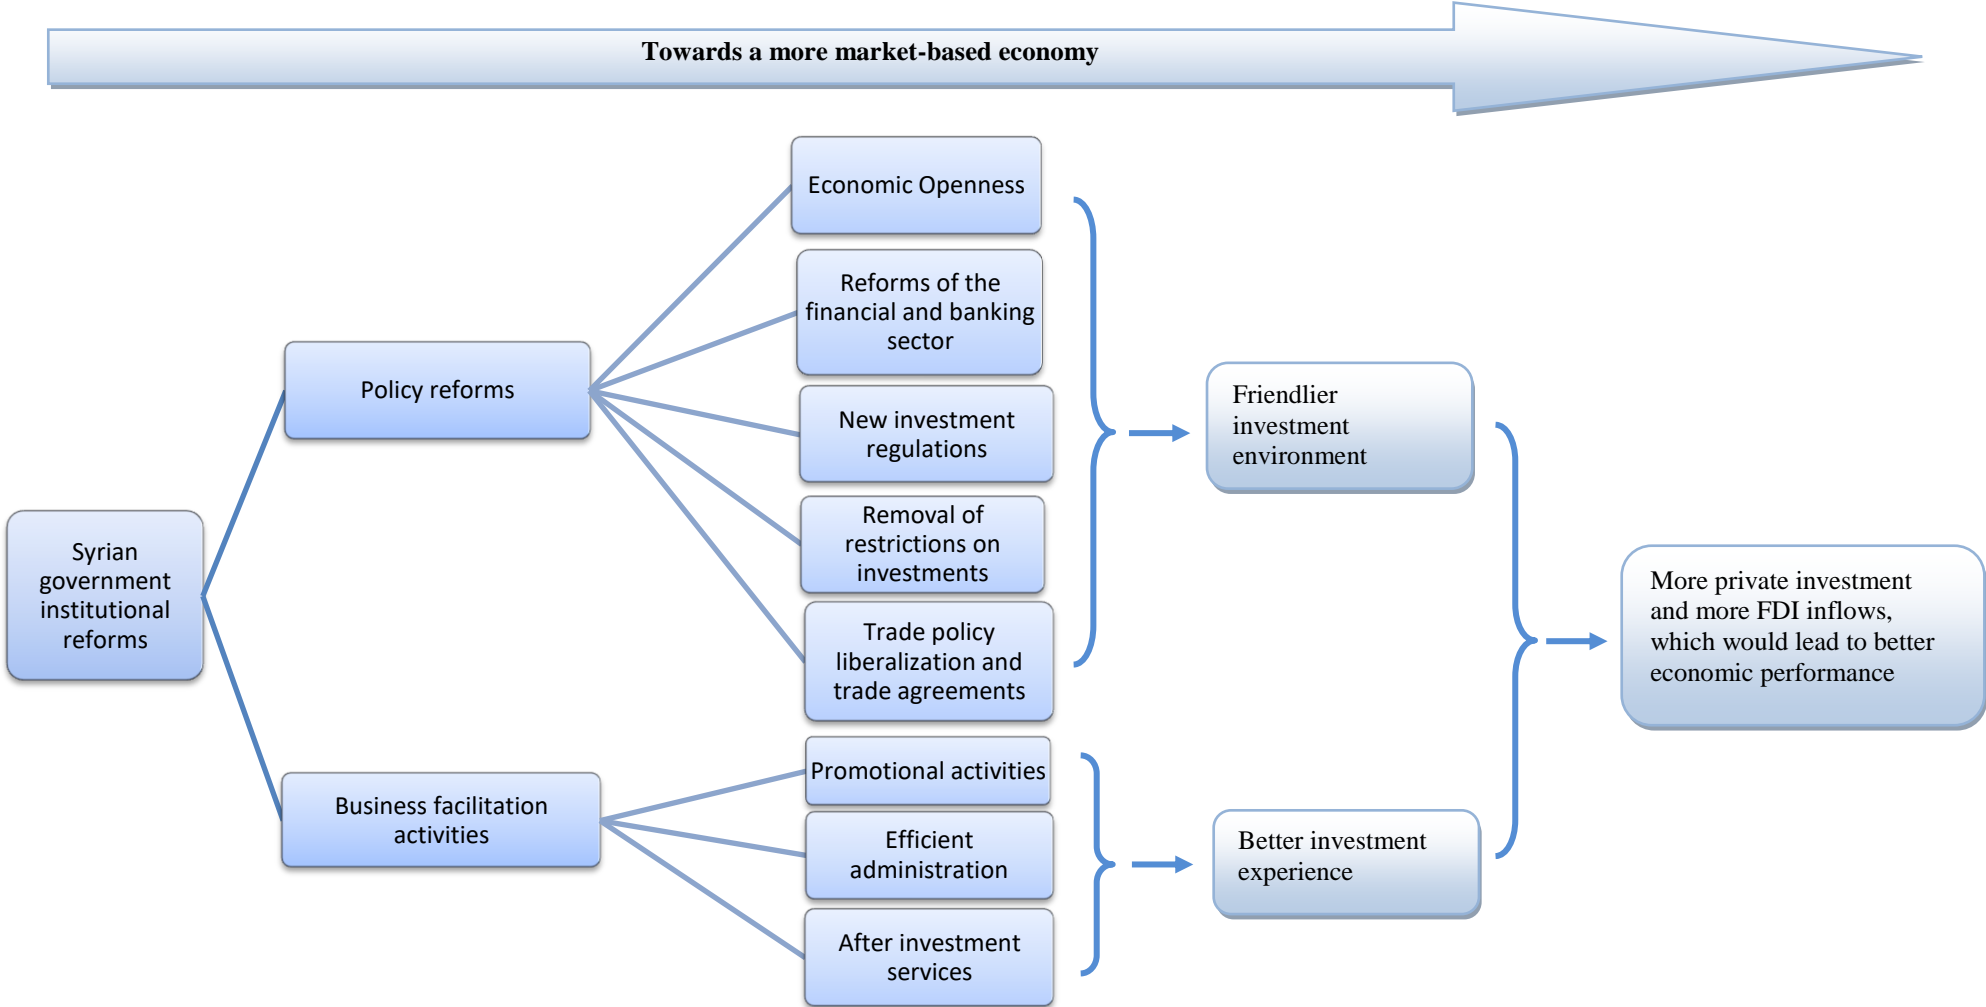 Towards a more market-based economy
Economic Openness
Reforms of the
financial and banking
sector
Policy reforms
New investment
regulations
Friendlier
investment
environment
Removal of
restrictions on
investments
Syrian
government
institutional
reforms
More private investment
and more FDI inflows,
which would lead to better
economic performance
Trade policy
liberalization and
trade agreements
Promotional activities
Business facilitation
activities
Efficient
administration
Better investment
experience
After investment
services